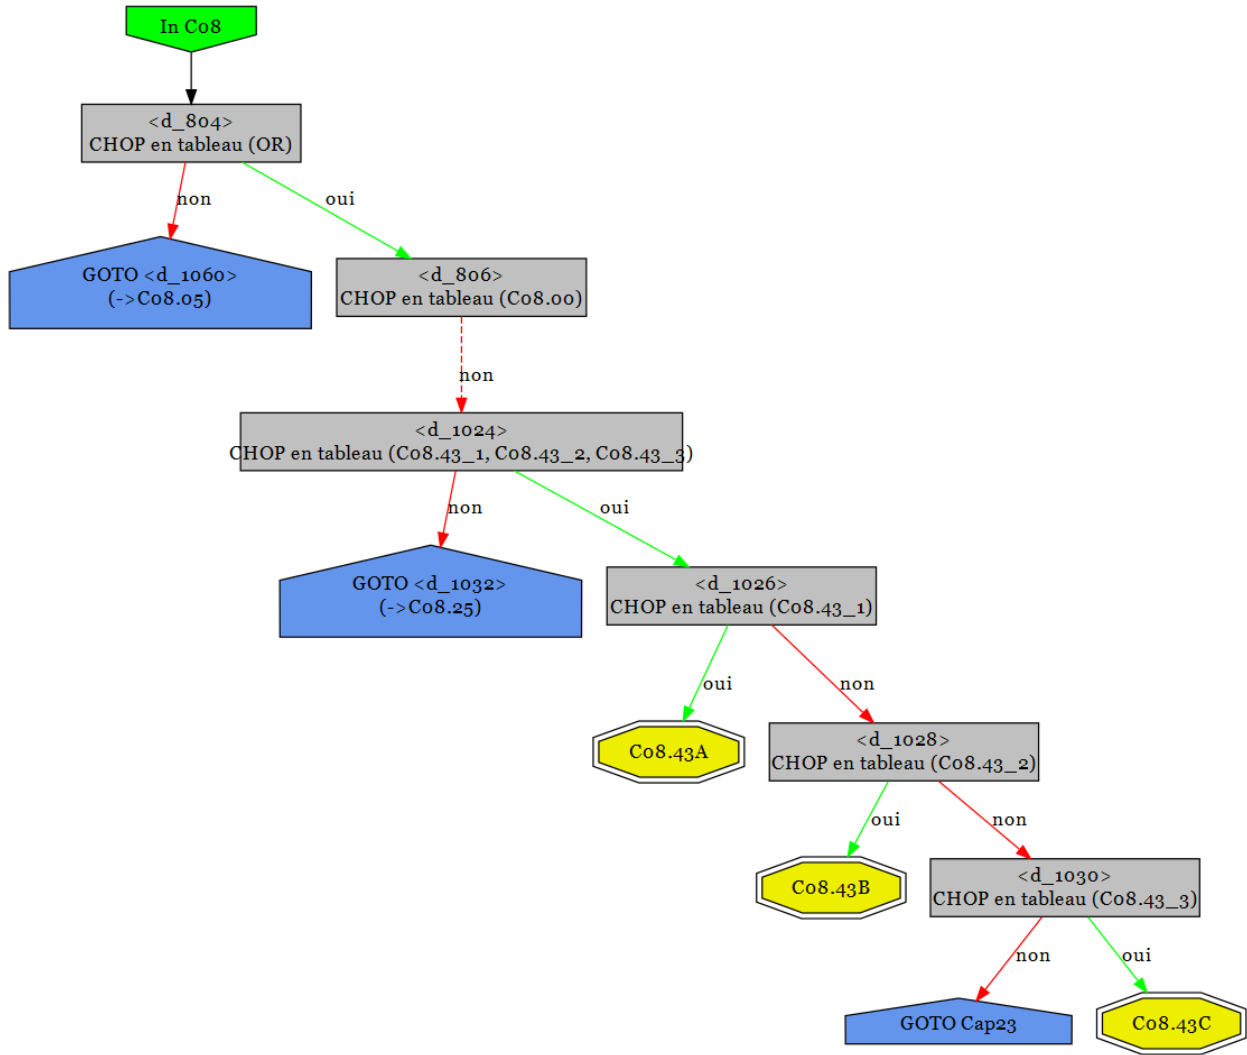 In C08
<d_804>
CHOP en tableau (OR)
non
oui
GOTO <d_1060>
(->C08.05)
<d_806>
CHOP en tableau (C08.00)
non
<d_1024>
CHOP en tableau (C08.43_1, C08.43_2, C08.43_3)
non
oui
GOTO <d_1032>
(->C08.25)
<d_1026>
CHOP en tableau (C08.43_1)
oui
non
C08.43A
<d_1028>
CHOP en tableau (C08.43_2)
oui
non
C08.43B
<d_1030>
CHOP en tableau (C08.43_3)
non
oui
GOTO Cap23
C08.43C